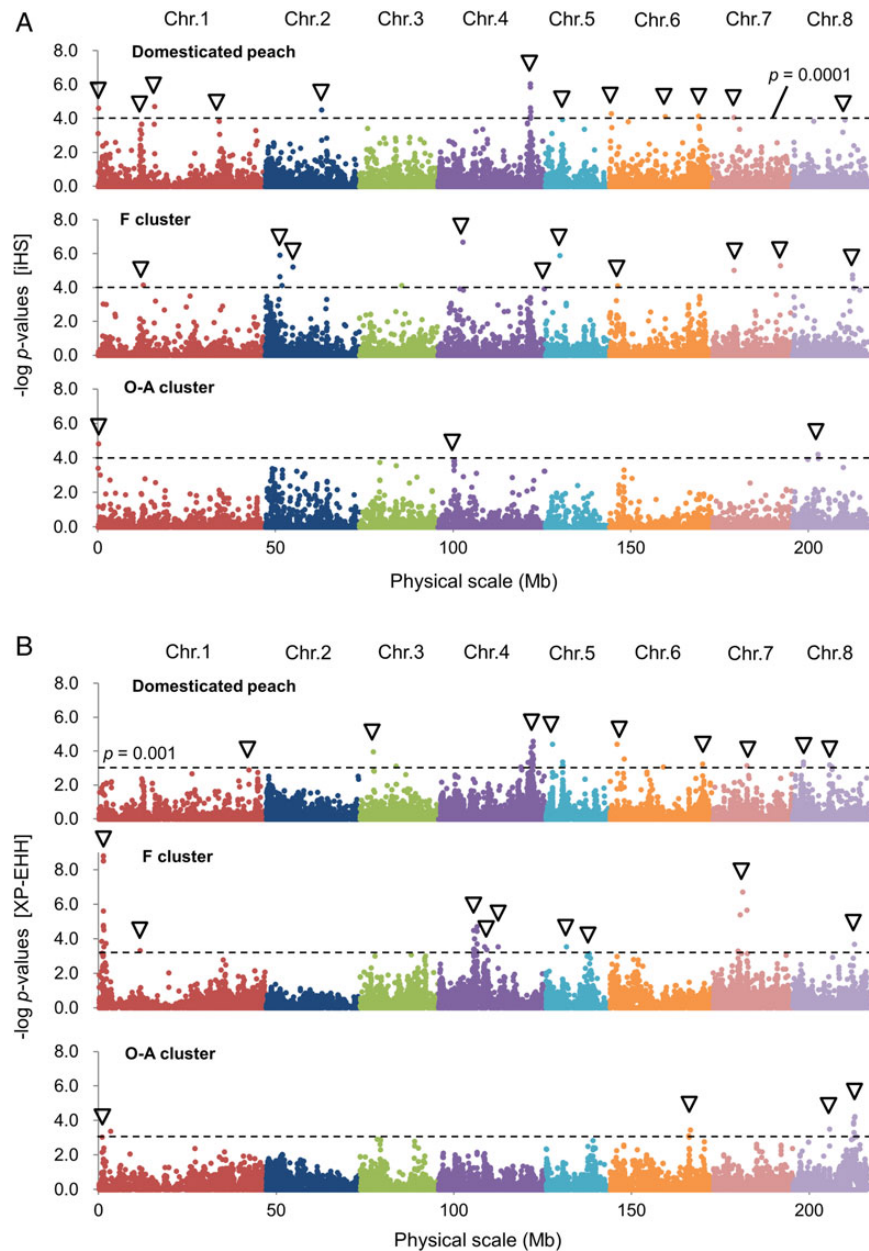 A
Chr.1 Chr.2 Chr.3 Chr.4 Chr.5 Chr.6 Chr.7 Chr.8
Domesticated peach
p = 0.0001
8.0
6.0
4.0
2.0
0.0
F cluster
8.0
6.0
4.0
2.0
0.0
-log p-values [iHS]
O-A cluster
8.0
6.0
4.0
2.0
0.0
0 50 100 150 200
Physical scale (Mb)
B
Chr.1 Chr.2 Chr.3 Chr.4 Chr.5 Chr.6 Chr.7 Chr.8
Domesticated peach
p = 0.001
8.0
6.0
4.0
2.0
0.0
F cluster
8.0
6.0
4.0
2.0
0.0
-log p-values [XP-EHH]
O-A cluster
8.0
6.0
4.0
2.0
0.0
0 50 100 150 200
Physical scale (Mb)